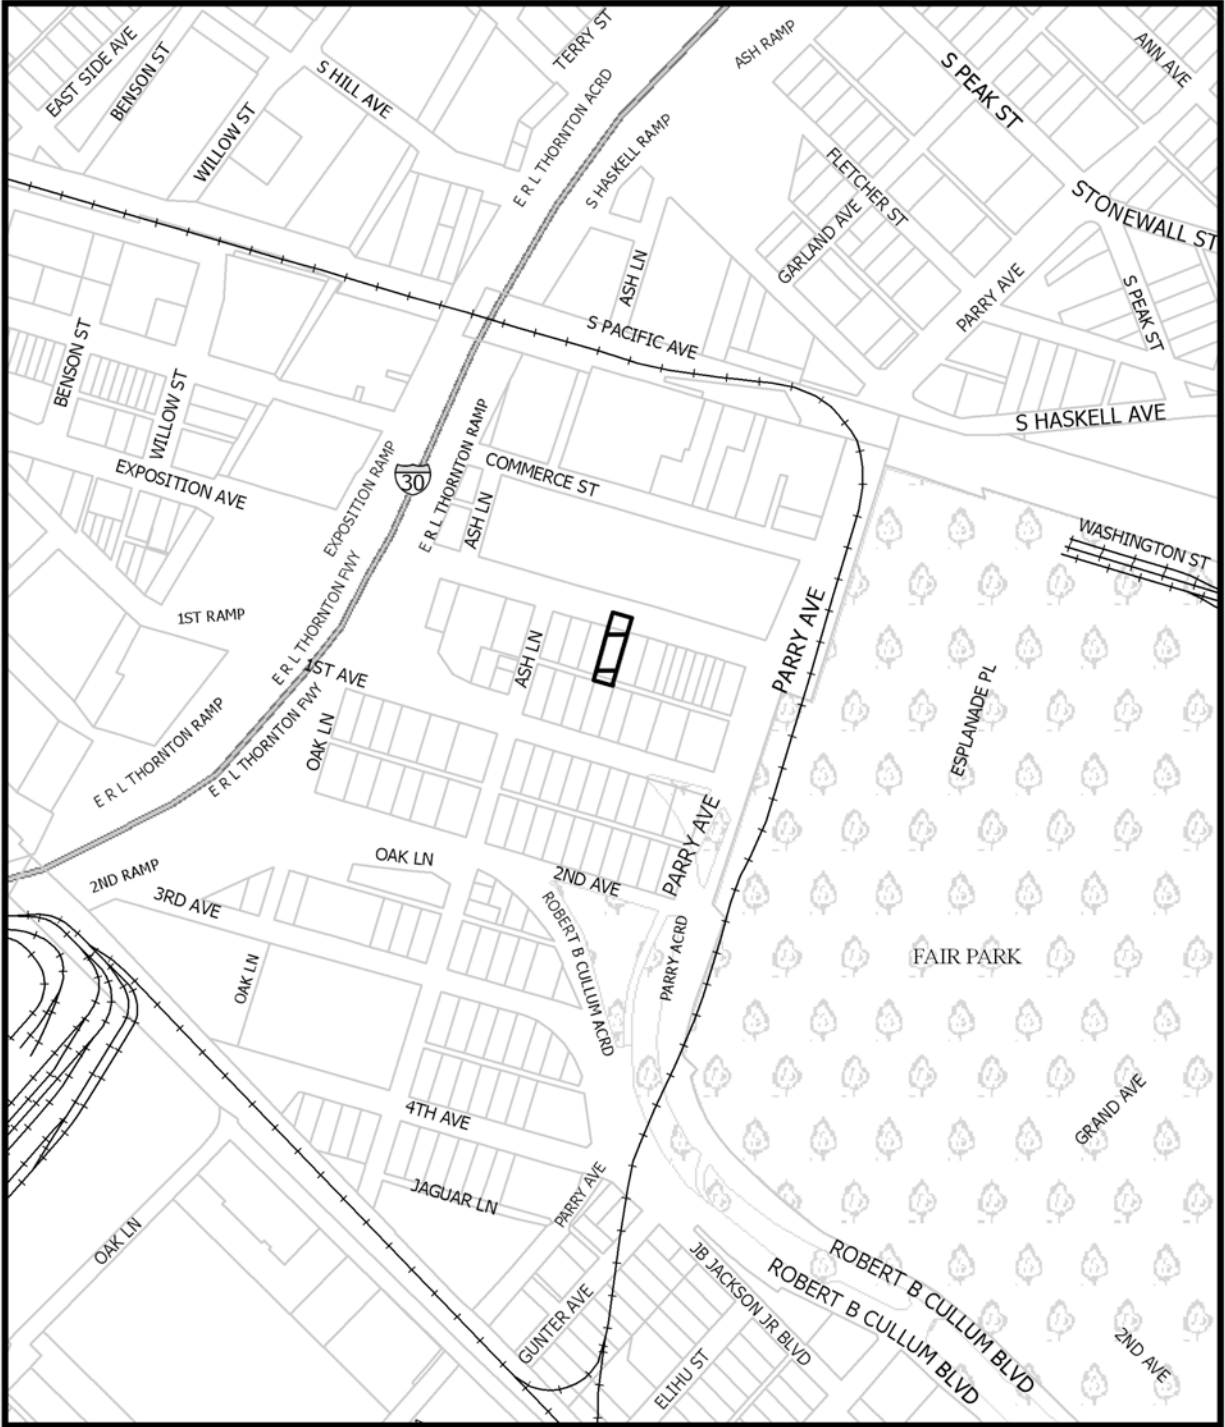 TERRY ST
ASH RAMP
EAST SIDE AVE
BENSON ST
S HILL AVE
ANN AVE
S PEAK ST
WILLOW ST
E R L THORNTON ACRD
S HASKELL RAMP
FLETCHER ST
STONEWALL ST
GARLAND AVE
ASH LN
PARRY AVE
S PEAK ST
S PACIFIC AVE
BENSON ST
WILLOW ST
S HASKELL AVE
EXPOSITION AVE
EXPOSITION RAMP
30
E R L THORNTON RAMP
COMMERCE ST
ASH LN
WASHINGTON ST
1ST RAMP
E R L THORNTON FWY
1ST AVE
ASH LN
PARRY AVE
ESPLANADE PL
E R L THORNTON RAMP
E R L THORNTON FWY
OAK LN
PARRY AVE
OAK LN
2ND RAMP
3RD AVE
2ND AVE
ROBERT B CULLUM ACRD
PARRY ACRD
FAIR PARK
OAK LN
4TH AVE
GRAND AVE
JAGUAR LN
PARRY AVE
OAK LN
JB JACKSON JR BLVD
ROBERT B CULLUM BLVD
ROBERT B CULLUM BLVD
GUNTER AVE
ELIHU ST
2ND AVE